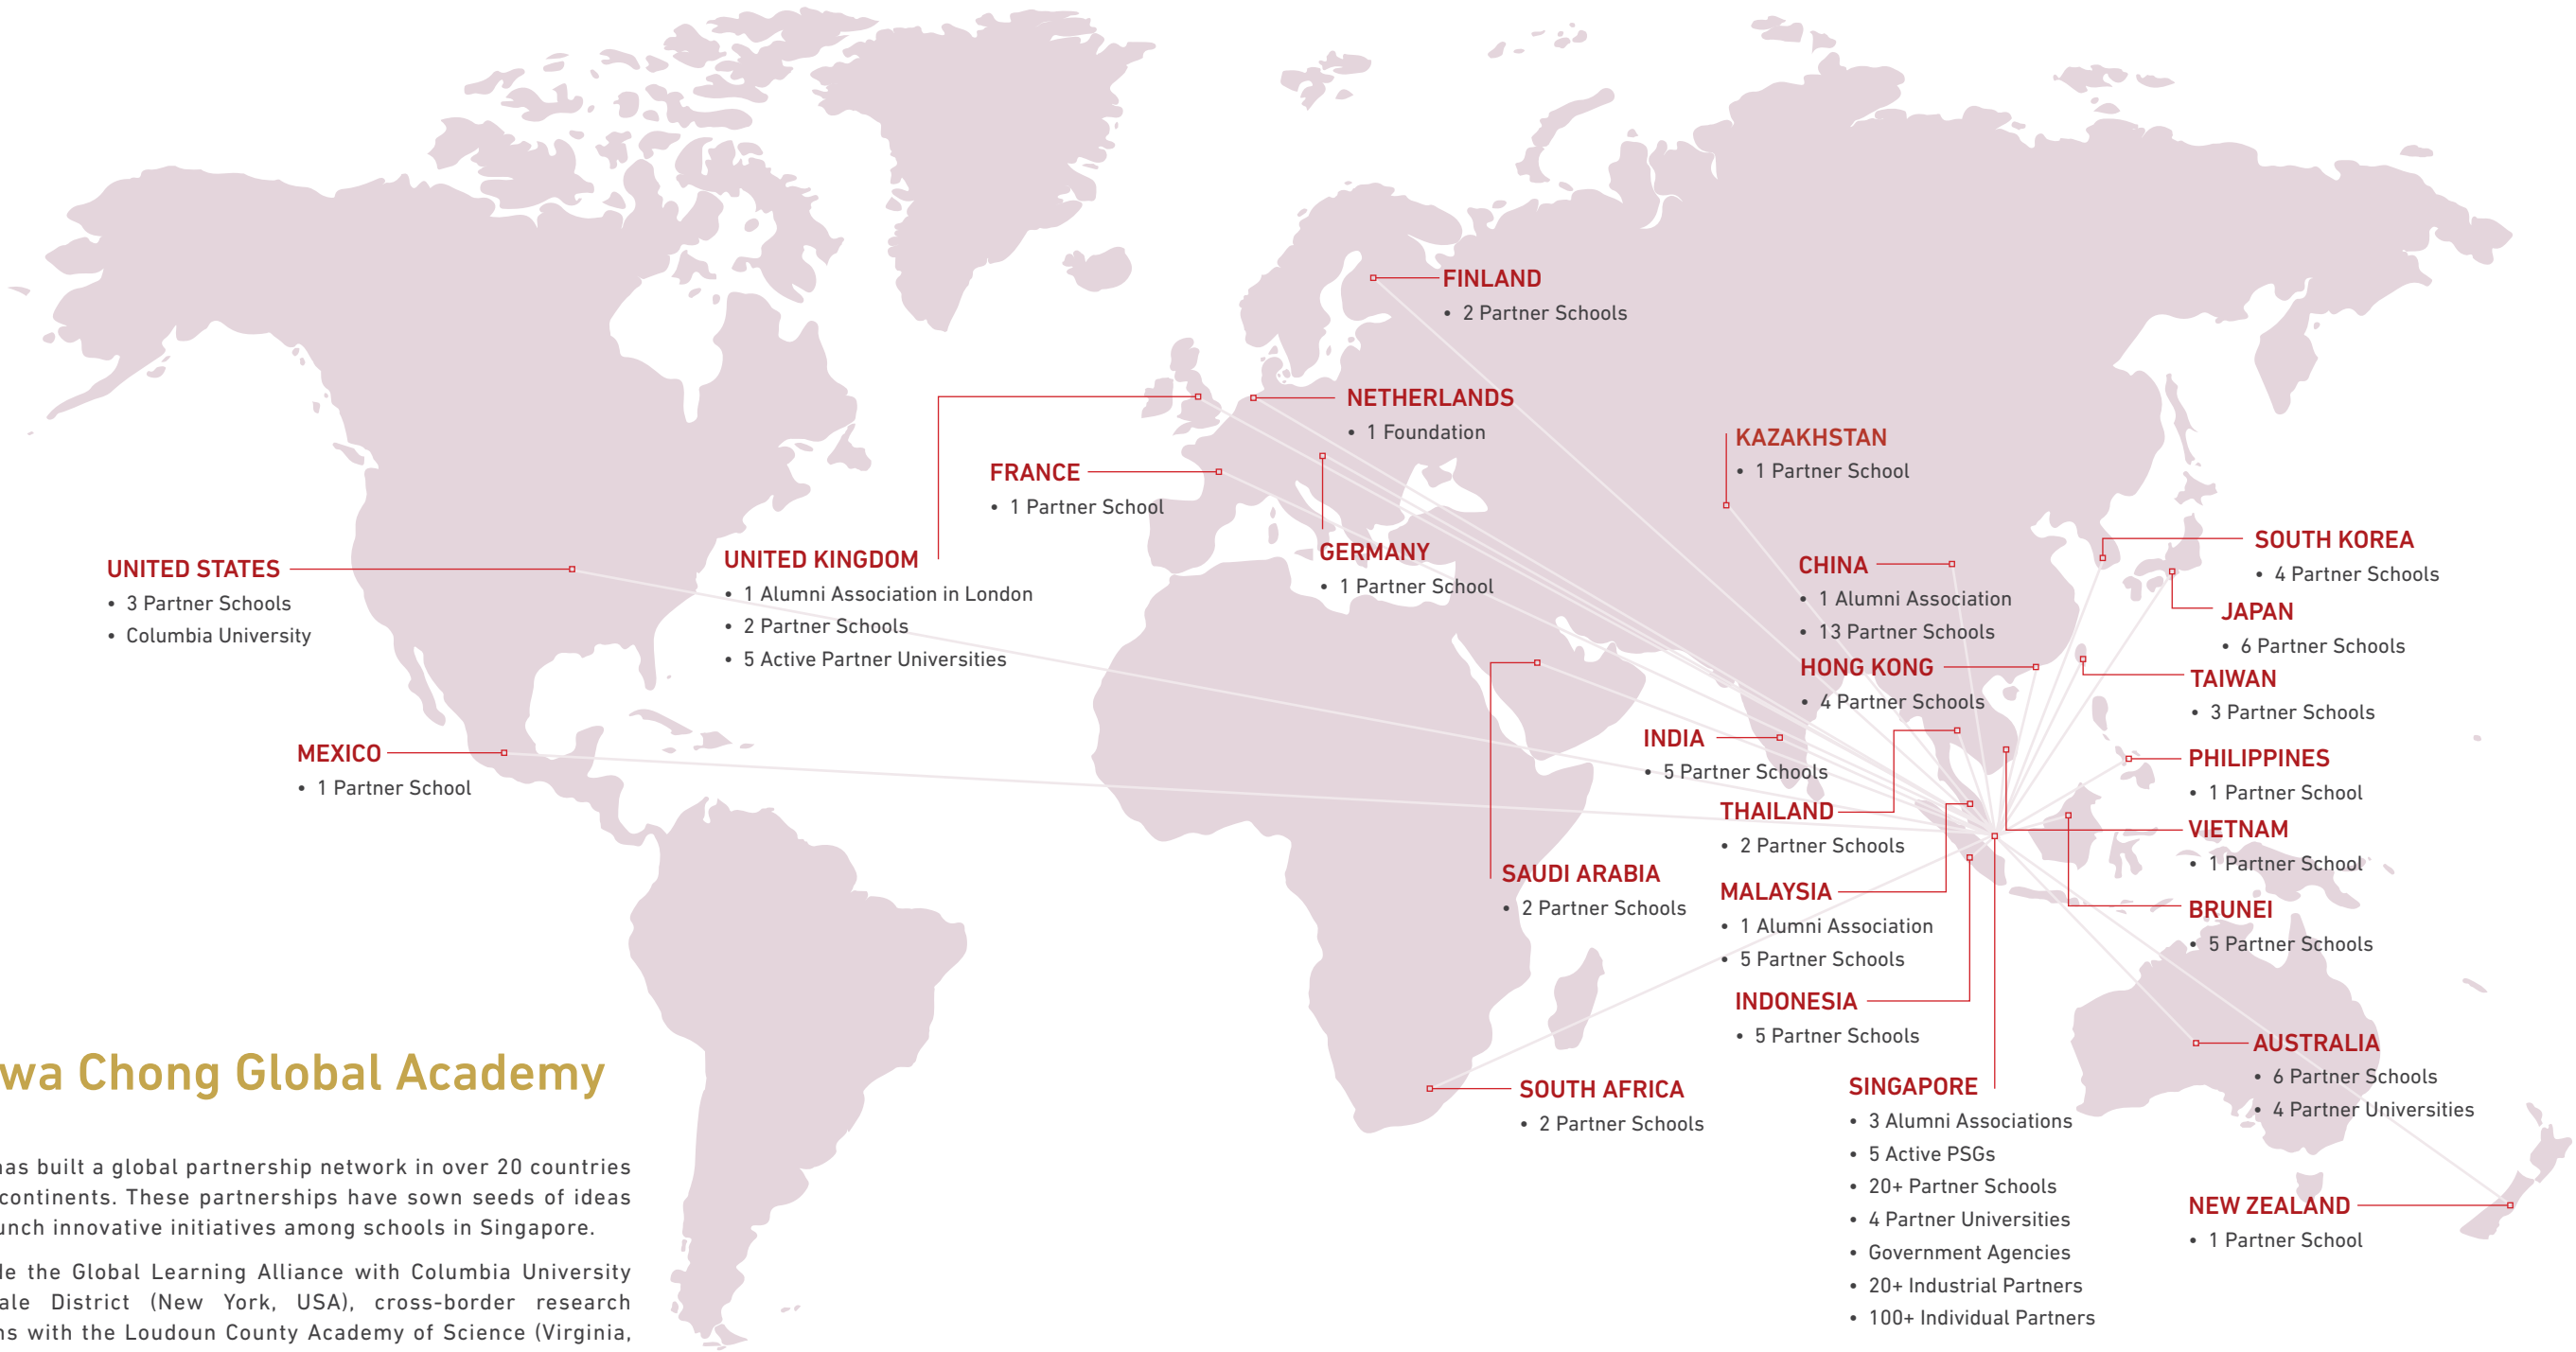 FINLAND
• 2 Partner Schools
NETHERLANDS
• 1 Foundation
KAZAKHSTAN
• 1 Partner School
FRANCE
• 1 Partner School
GERMANY
• 1 Partner School
UNITED STATES
• 3 Partner Schools
• Columbia University
UNITED KINGDOM
• 1 Alumni Association in London
• 2 Partner Schools
• 5 Active Partner Universities
CHINA
• 1 Alumni Association
• 13 Partner Schools
HONG KONG
• 4 Partner Schools
SOUTH KOREA
• 4 Partner Schools
JAPAN
• 6 Partner Schools
TAIWAN
• 3 Partner Schools
MEXICO
• 1 Partner School
INDIA
• 5 Partner Schools
PHILIPPINES
• 1 Partner School
THAILAND
• 2 Partner Schools
VIETNAM
• 1 Partner School
SAUDI ARABIA
• 2 Partner Schools
MALAYSIA
• 1 Alumni Association
• 5 Partner Schools
BRUNEI
• 5 Partner Schools
INDONESIA
• 5 Partner Schools
AUSTRALIA
• 6 Partner Schools
• 4 Partner Universities
SOUTH AFRICA
• 2 Partner Schools
SINGAPORE
• 3 Alumni Associations
• 5 Active PSGs
• 20+ Partner Schools
• 4 Partner Universities
• Government Agencies
• 20+ Industrial Partners
• 100+ Individual Partners
NEW ZEALAND
• 1 Partner School
wa Chong Global Academy
has built a global partnership network in over 20 countries
continents. These partnerships have sown seeds of ideas
unch innovative initiatives among schools in Singapore.
le the Global Learning Alliance with Columbia University
ale District (New York, USA), cross-border research
ns with the Loudoun County Academy of Science (Virginia,